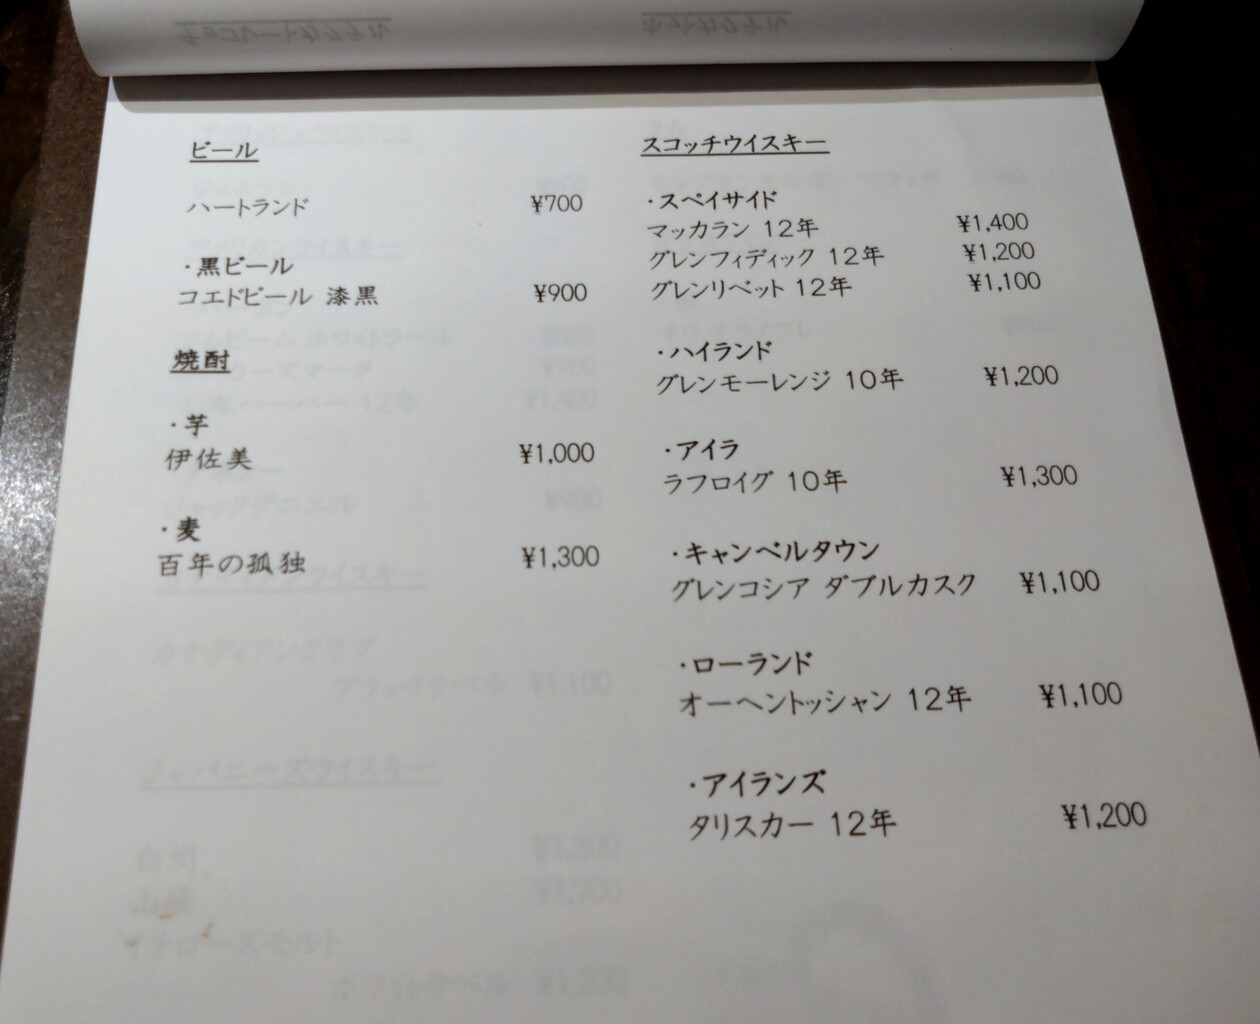 ビール
ハートランド ¥700
・黒ビール
コエドビール 漆黒 ¥900
焼酎
・芋
伊佐美 ¥1,000
・麦
百年の孤独 ¥1,300
スコッチウイスキー
・スペイサイド
マッカラン 12年 ¥1,400
グレンフィディック 12年 ¥1,200
グレンリベット 12年 ¥1,100
・ハイランド
グレンモーレンジ 10年 ¥1,200
・アイラ
ラフロイグ 10年 ¥1,300
・キャンベルタウン
グレンコシア ダブルカスク ¥1,100
・ローランド
オーヘントッシャン 12年 ¥1,100
・アイランズ
タリスカー 12年 ¥1,200